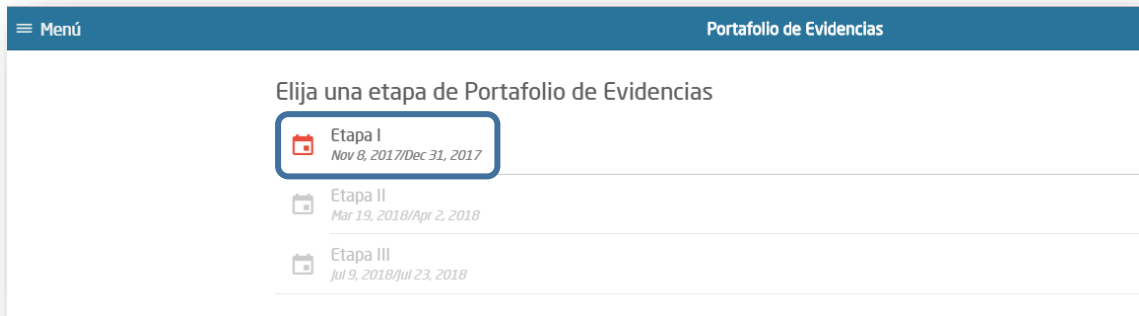 Menú
Portafolio de Evidencias
Elija una etapa de Portafolio de Evidencias
Etapa I
Nov 8, 2017/Dec 31, 2017
Etapa II
Mar 19, 2018/Apr 2, 2018
Etapa III
Jul 9, 2018/Jul 23, 2018